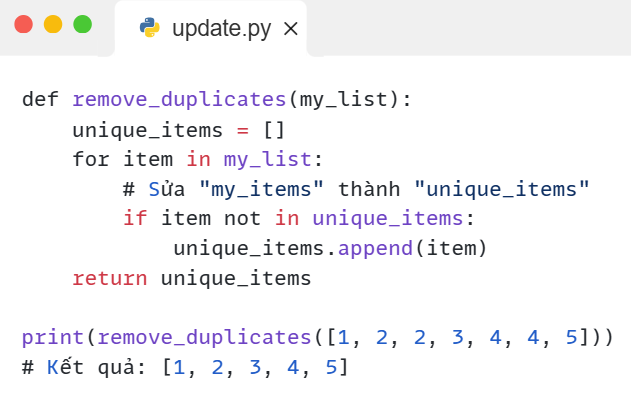 update.py
def remove_duplicates(my_list):
    unique_items = []
    for item in my_list:
        # Sửa "my_items" thành "unique_items"
        if item not in unique_items:
            unique_items.append(item)
    return unique_items

print(remove_duplicates([1, 2, 2, 3, 4, 4, 5]))
# Kết quả: [1, 2, 3, 4, 5]